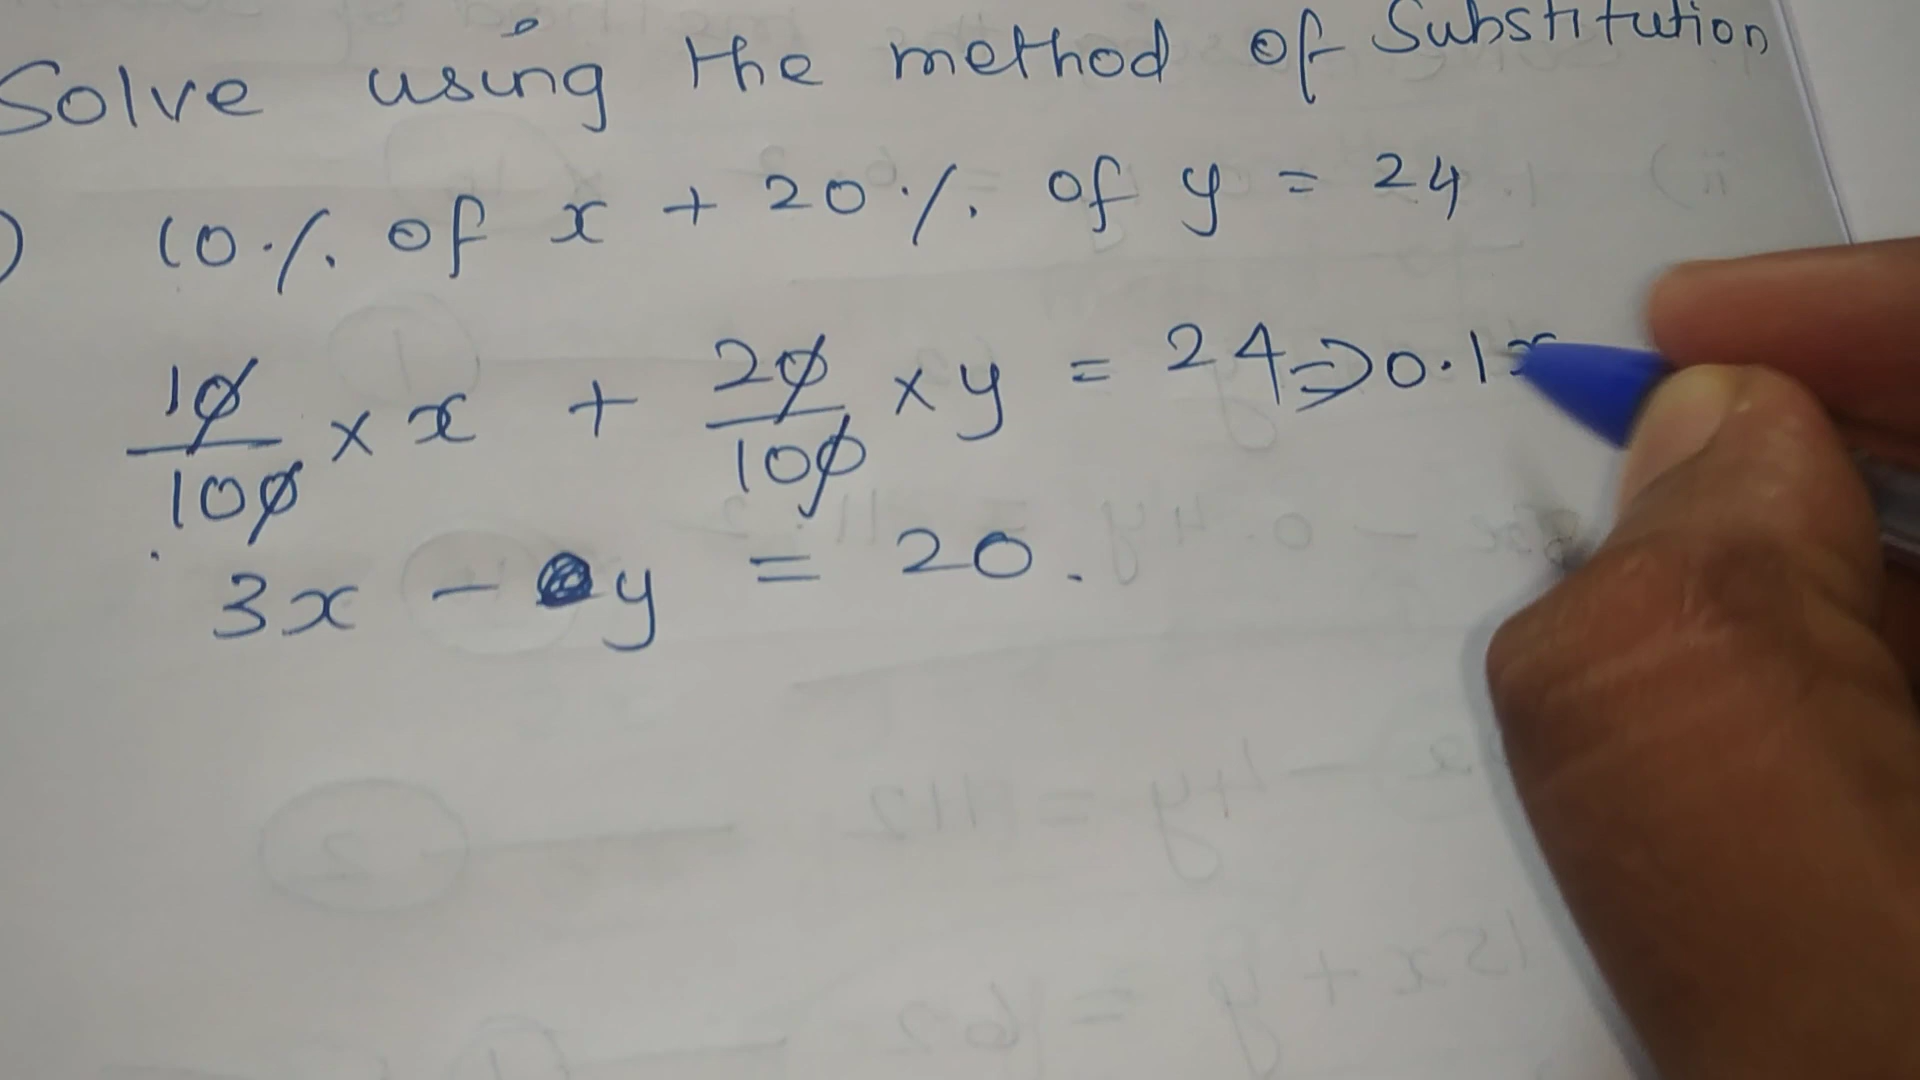 Solve using the method of Substitution
) 10% of x + 20% of y = 24
10/100 × x + 20/100 × y = 24 ⇒ 0.1x
3x - y = 20.